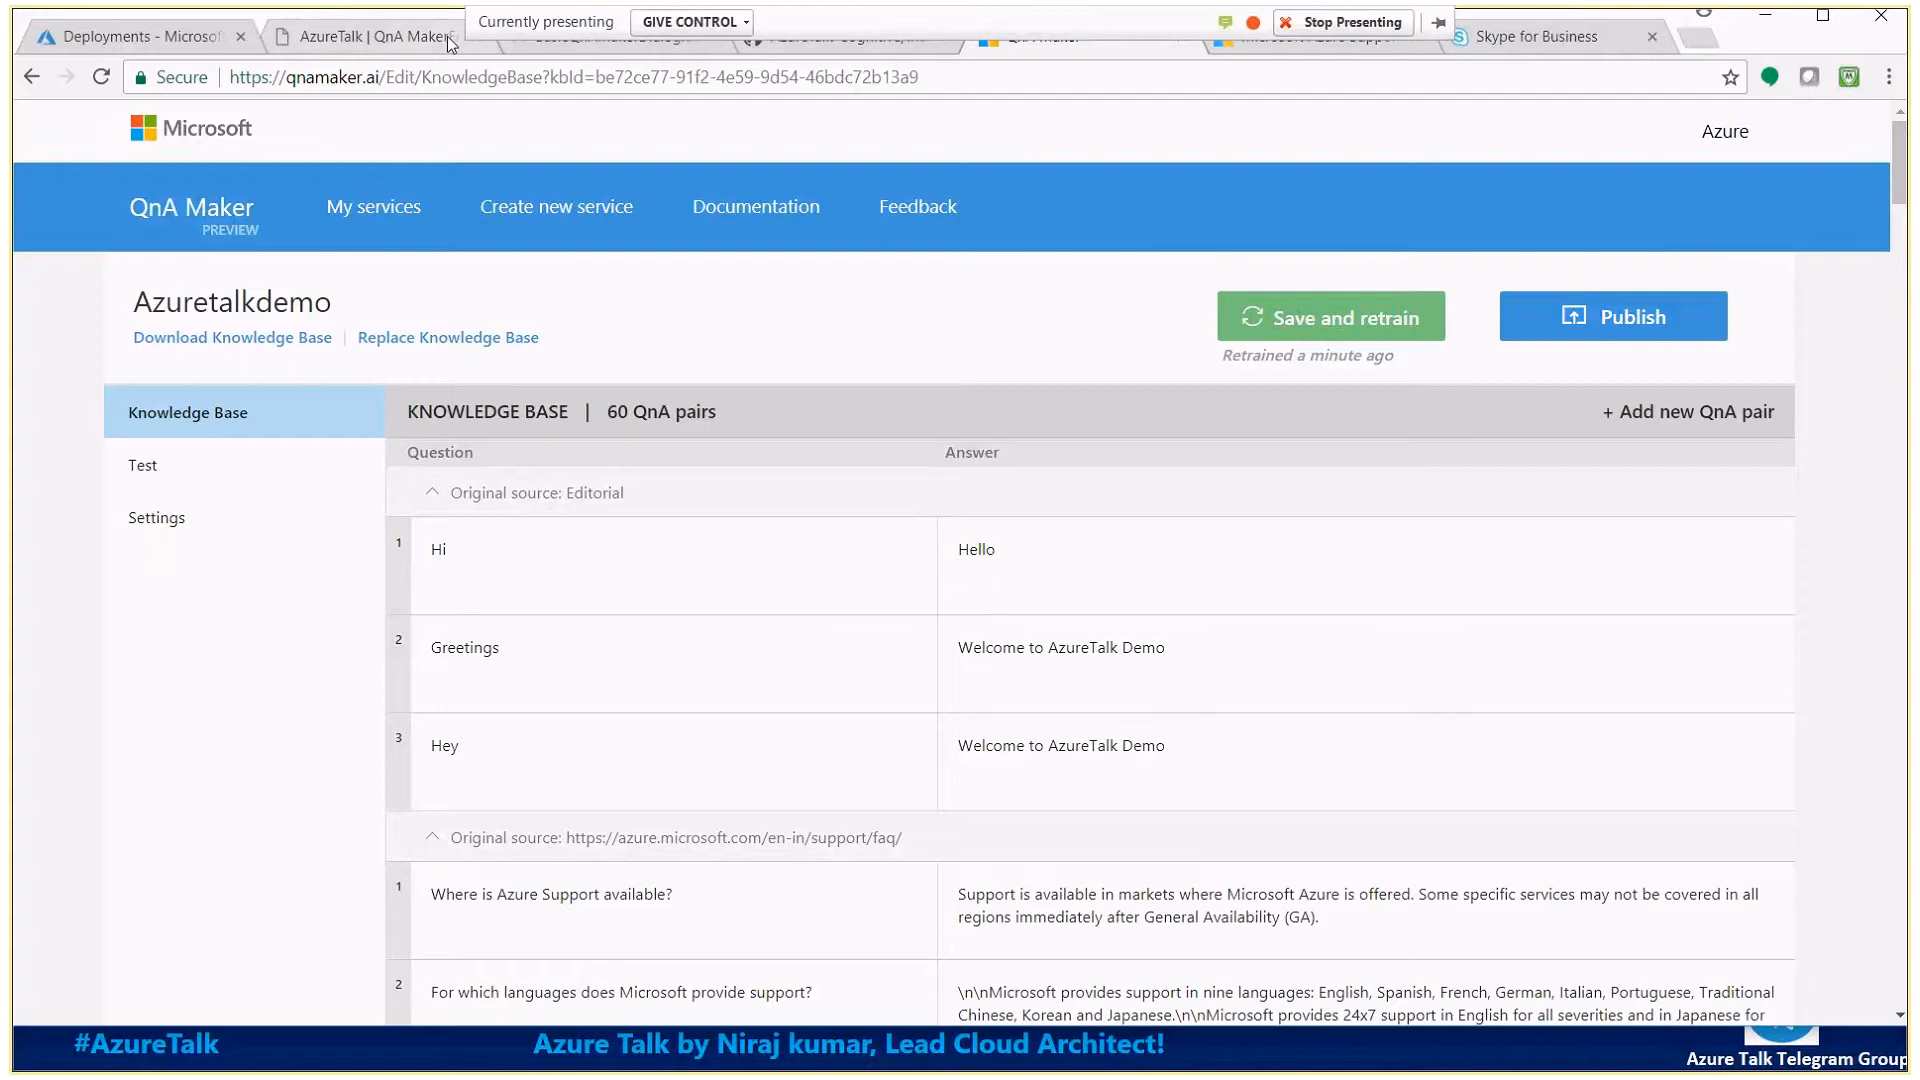 Currently presenting
GIVE CONTROL
Stop Presenting
Deployments - Microsof
AzureTalk | QnA Maker
Skype for Business
Secure
https://qnamaker.ai/Edit/KnowledgeBase?kbId=be72ce77-91f2-4e59-9d54-46bdc72b13a9
Microsoft
Azure
QnA Maker
PREVIEW
My services
Create new service
Documentation
Feedback
Azuretalkdemo
Download Knowledge Base | Replace Knowledge Base
Save and retrain
Publish
Retrained a minute ago
Knowledge Base
Test
Settings
KNOWLEDGE BASE | 60 QnA pairs
+ Add new QnA pair
Question
Answer
Original source: Editorial
1
Hi
Hello
2
Greetings
Welcome to AzureTalk Demo
3
Hey
Welcome to AzureTalk Demo
Original source: https://azure.microsoft.com/en-in/support/faq/
1
Where is Azure Support available?
Support is available in markets where Microsoft Azure is offered. Some specific services may not be covered in all
regions immediately after General Availability (GA).
2
For which languages does Microsoft provide support?
\n\nMicrosoft provides support in nine languages: English, Spanish, French, German, Italian, Portuguese, Traditional
Chinese, Korean and Japanese.\n\nMicrosoft provides 24x7 support in English for all severities and in Japanese for
#AzureTalk
Azure Talk by Niraj kumar, Lead Cloud Architect!
Azure Talk Telegram Group